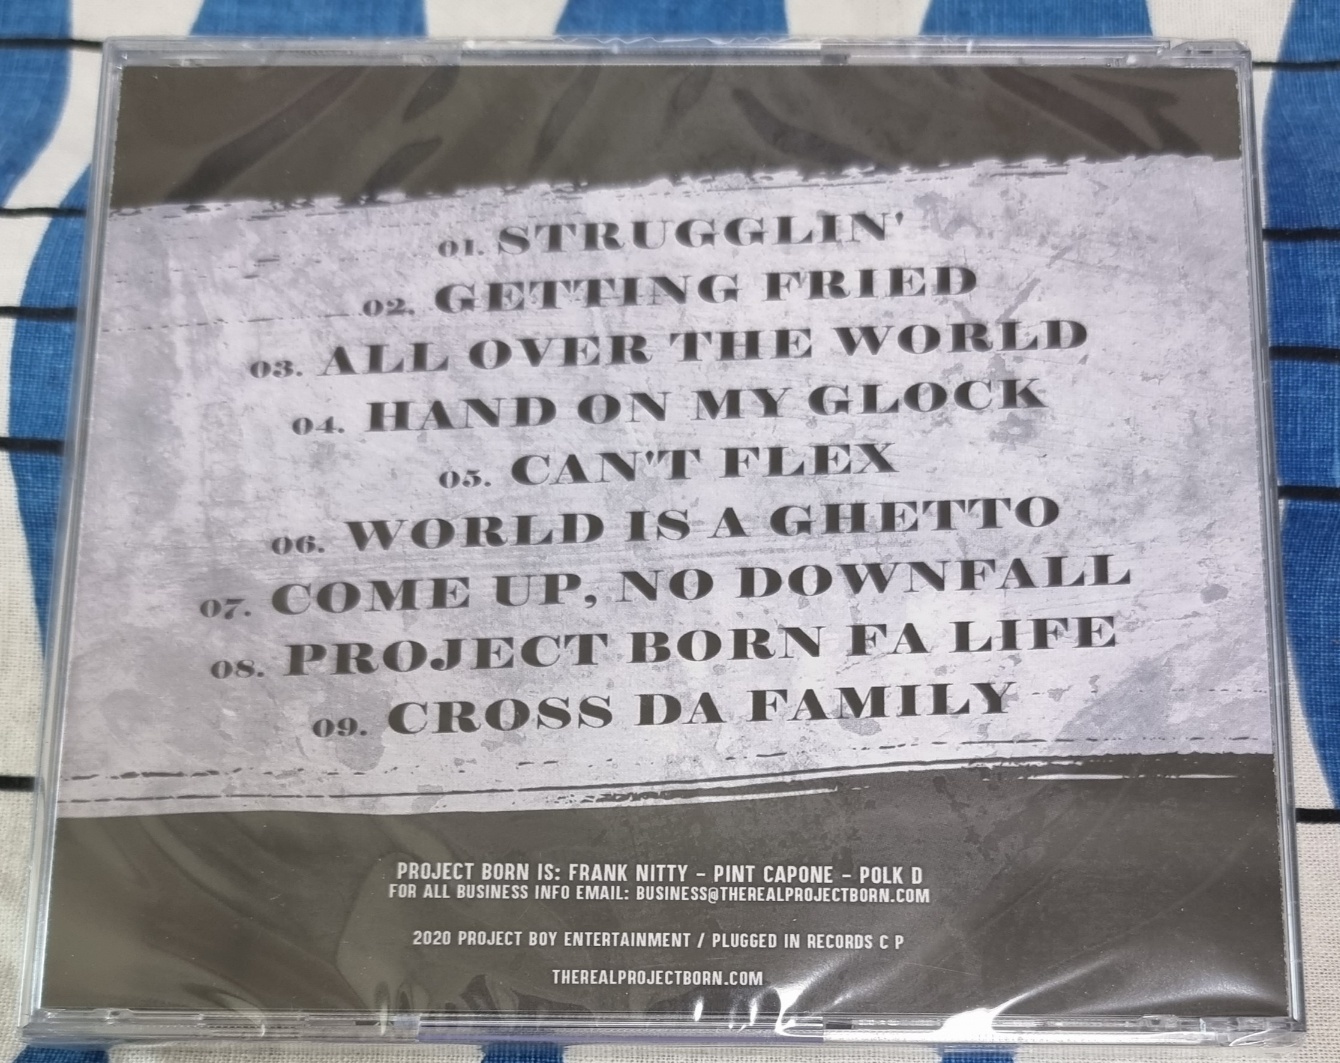 01. STRUGGLIN'
02. GETTING FRIED
03. ALL OVER THE WORLD
04. HAND ON MY GLOCK
05. CAN'T FLEX
06. WORLD IS A GHETTO
07. COME UP, NO DOWNFALL
08. PROJECT BORN FA LIFE
09. CROSS DA FAMILY
PROJECT BORN IS: FRANK NITTY - PINT CAPONE - POLK D
FOR ALL BUSINESS INFO EMAIL: BUSINESS@THEREALPROJECTBORN.COM
2020 PROJECT BOY ENTERTAINMENT / PLUGGED IN RECORDS C P
THEREALPROJECTBORN.COM